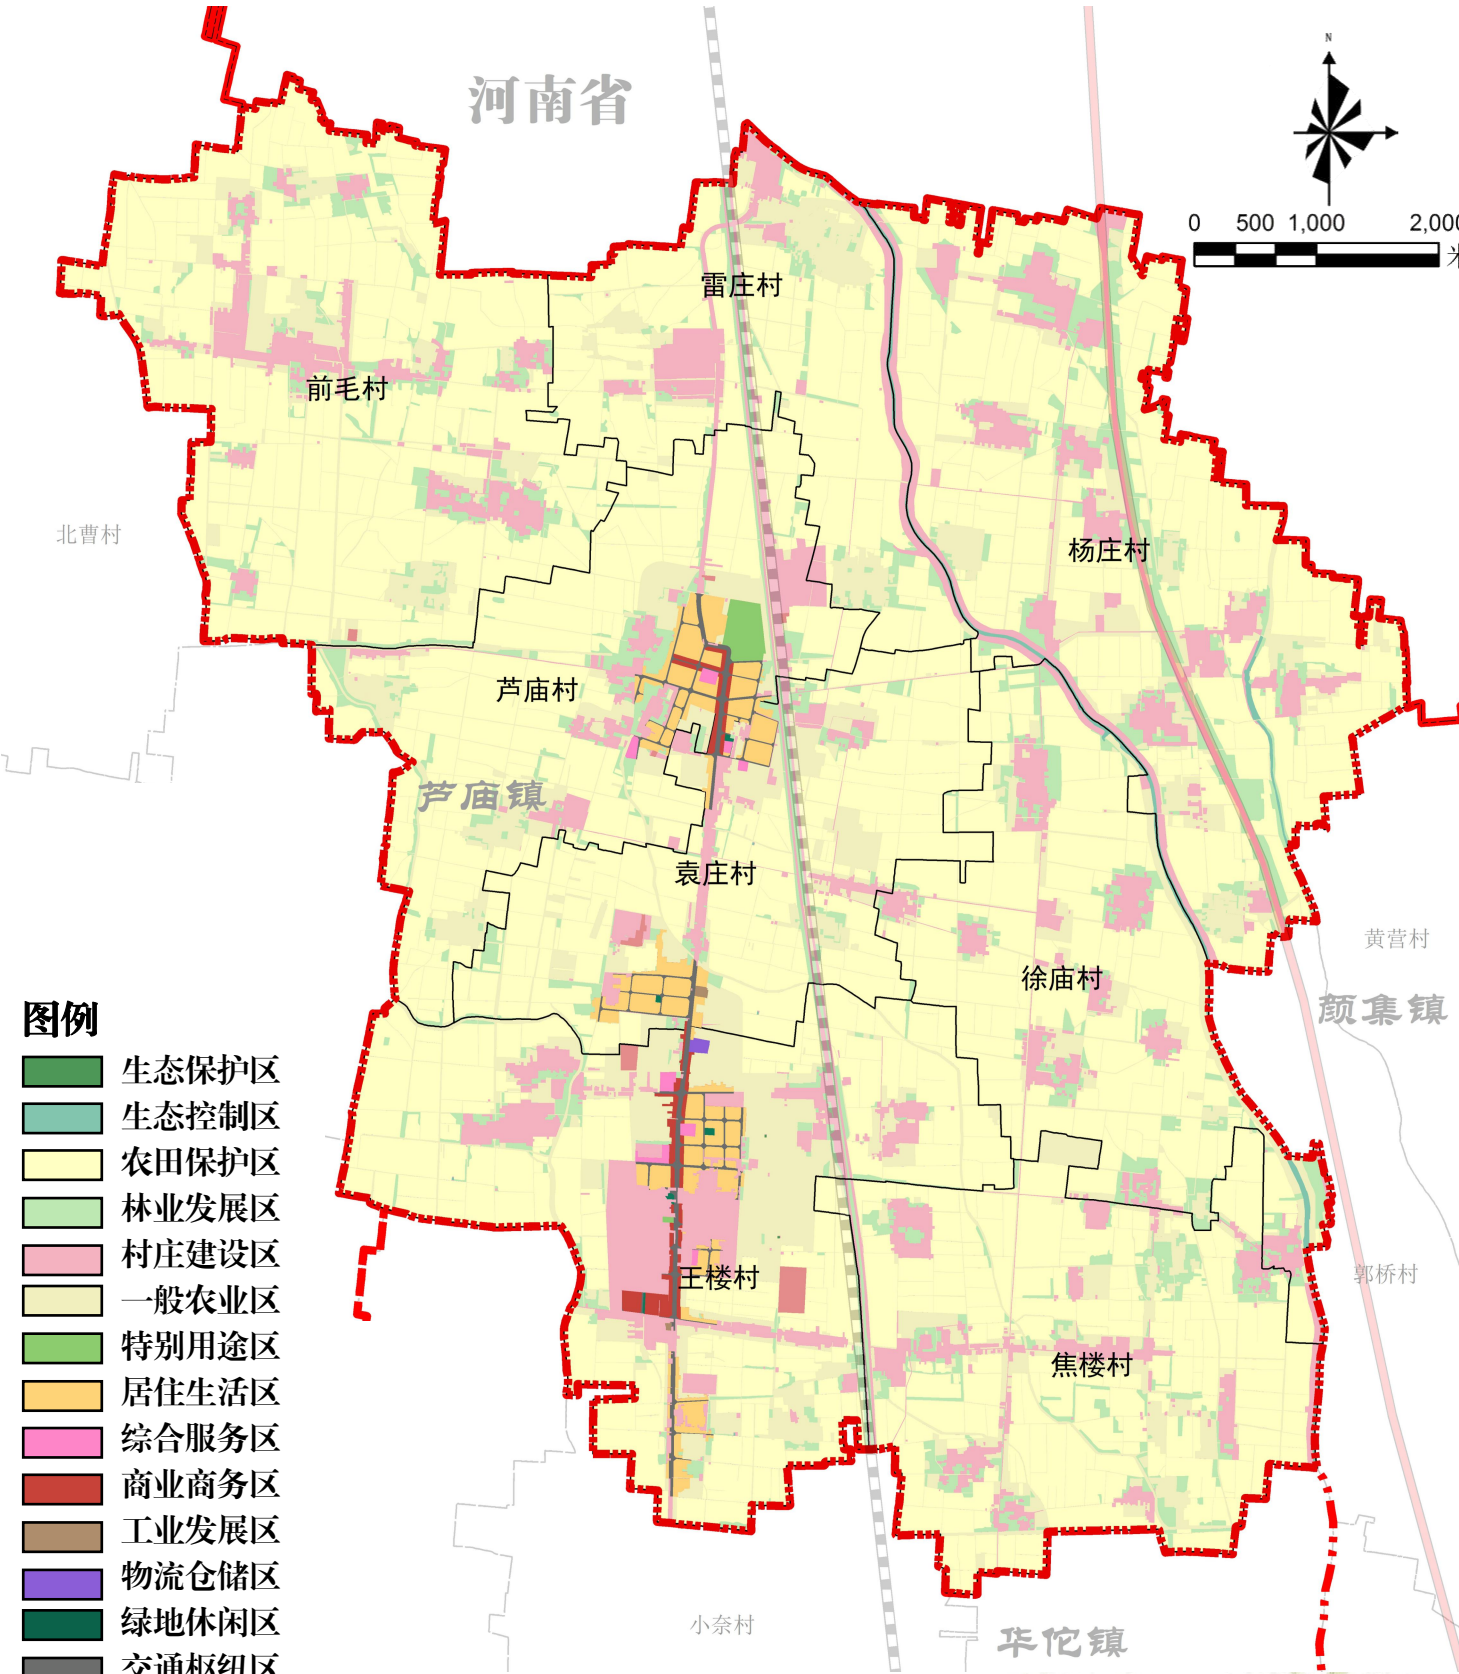 河南省
N
0 500 1,000 2,000
米
雷庄村
前毛村
北曹村
杨庄村
芦庙村
芦庙镇
袁庄村
黄营村
徐庙村
颜集镇
图例
生态保护区
生态控制区
农田保护区
林业发展区
村庄建设区
一般农业区
特别用途区
居住生活区
综合服务区
商业商务区
工业发展区
物流仓储区
绿地休闲区
交通枢纽区
王楼村
郭桥村
焦楼村
小奈村
华佗镇